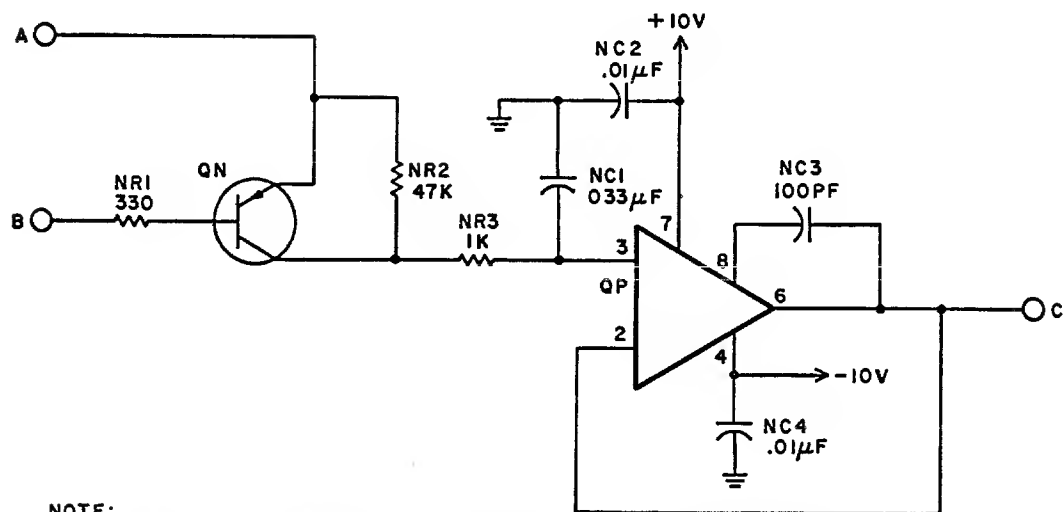 A
+10V
NC2
.01µF
QN
NR1
330
B
NR2
47K
NC1
.033µF
NR3
1K
NC3
100PF
7
3
8
QP
6
C
2
4
-10V
NC4
.01µF
NOTE: